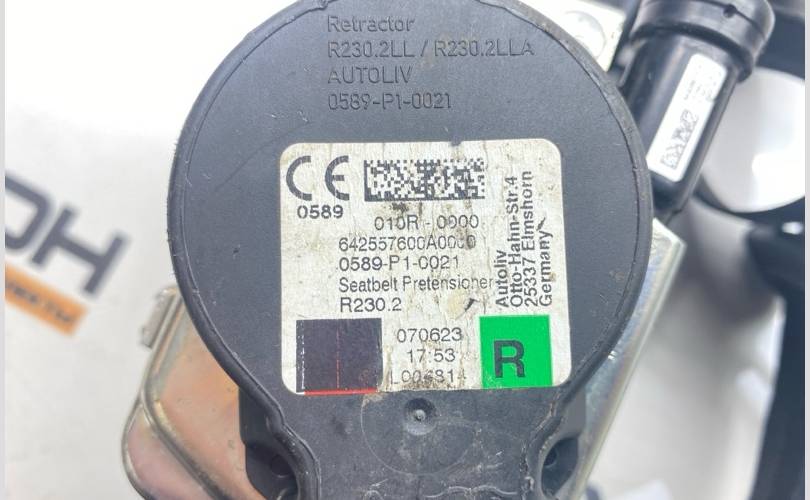 Retractor
R230.2LL / R230.2LLA
AUTOLIV
0589-P1-0021
CE
0589
010R-0000
0589-P1-0021
Seatbelt Pretensioner
R230.2
Autoliv
Otto-Hahn-Str.4
25337 Elmshorn
Germany
070623
17:53
R